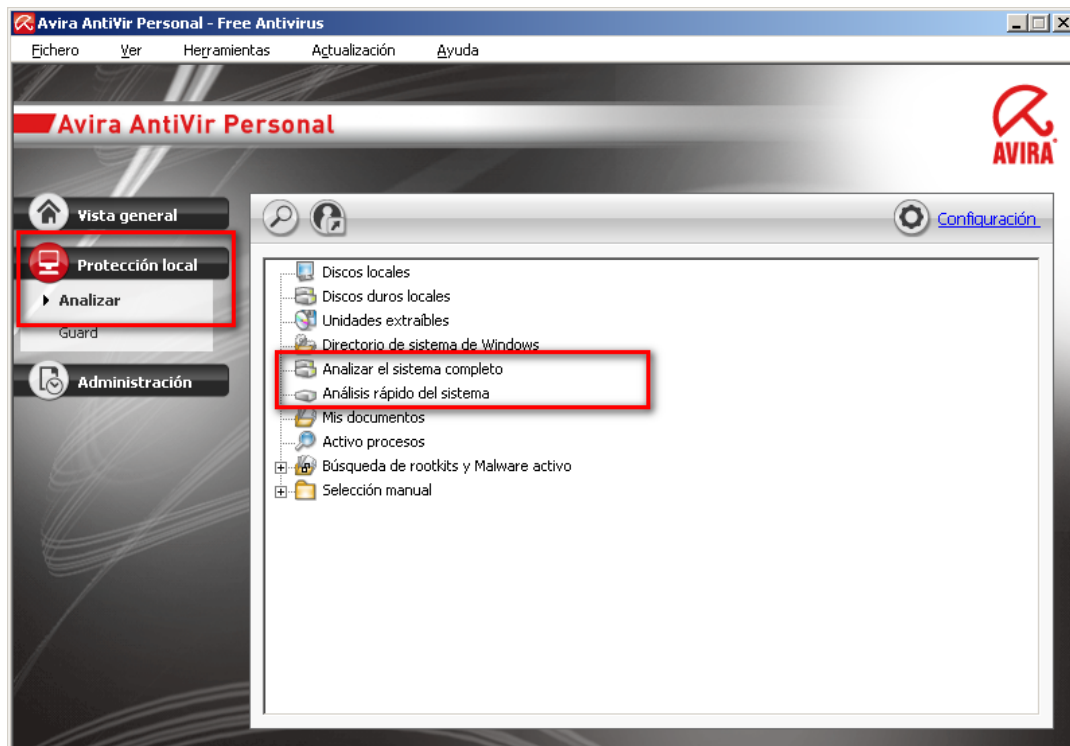 Avira AntiVir Personal - Free Antivirus
Fichero Ver Herramientas Actualización Ayuda
Avira AntiVir Personal
AVIRA
Vista general
Protección local
Analizar
Guard
Administración
Configuración
Discos locales
Discos duros locales
Unidades extraíbles
Directorio de sistema de Windows
Analizar el sistema completo
Análisis rápido del sistema
Mis documentos
Activo procesos
Búsqueda de rootkits y Malware activo
Selección manual